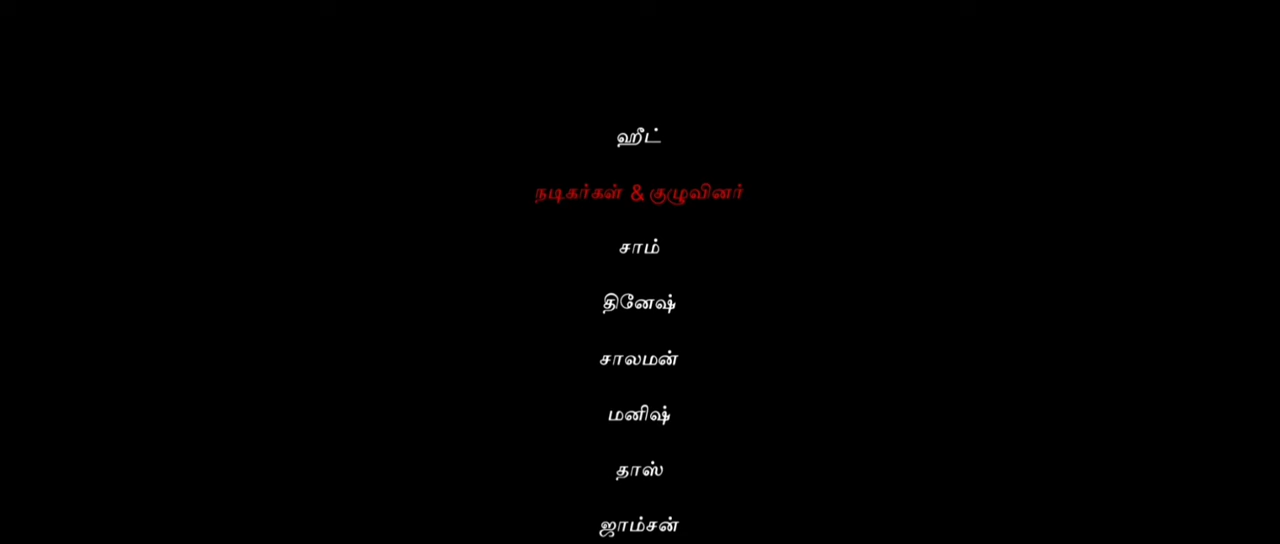 ஹீட்
நடிகர்கள் & குழுவினர்
சாம்
தினேஷ்
சாலமன்
மனிஷ்
தாஸ்
ஜாம்சன்